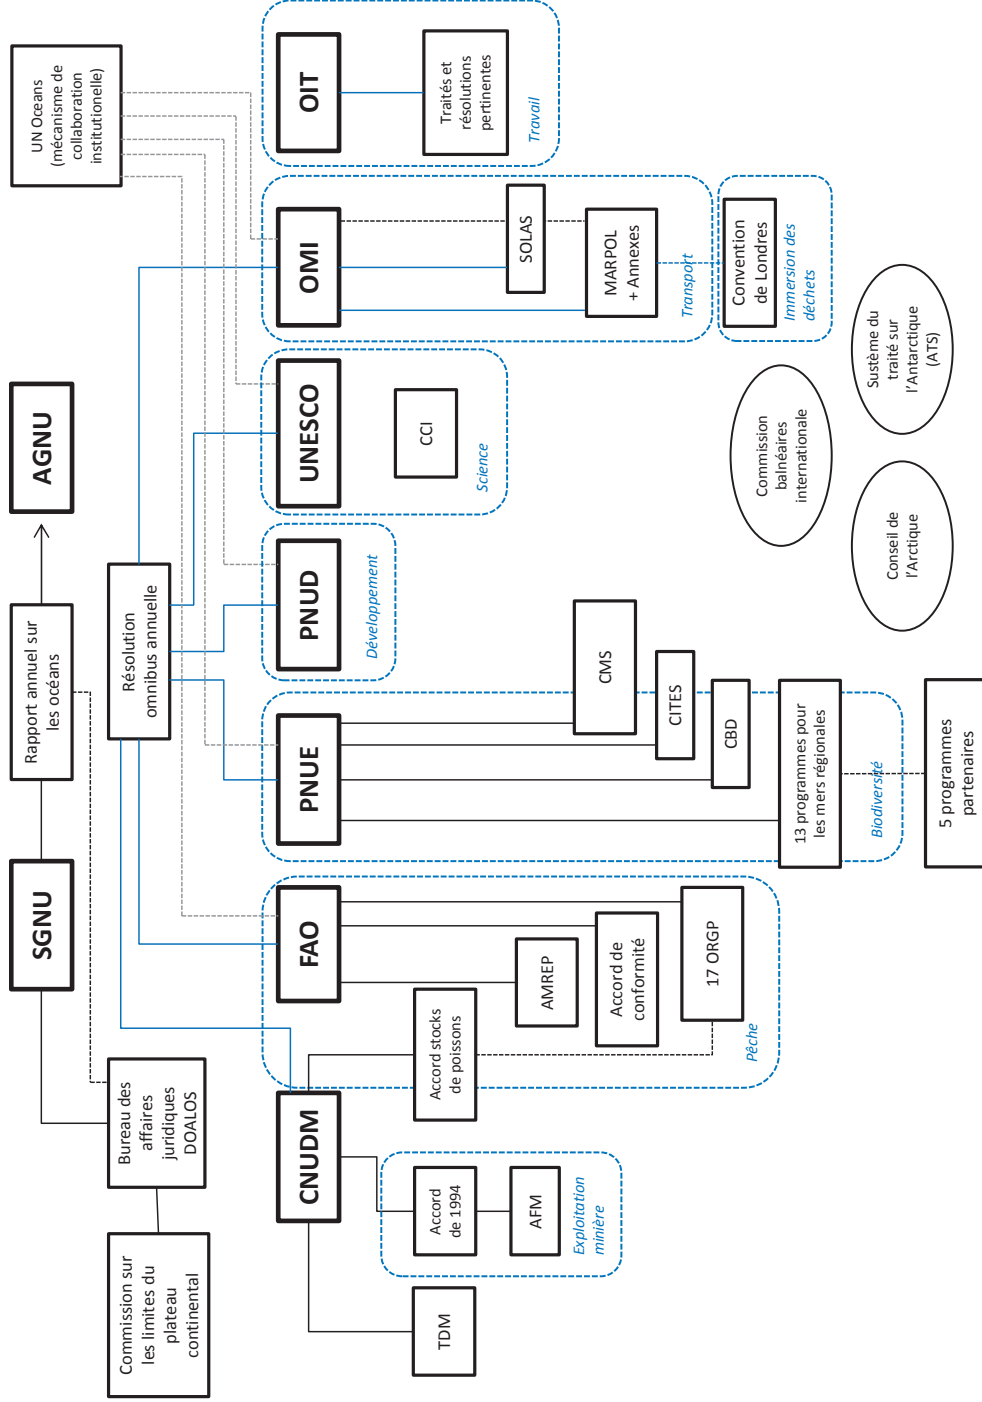 SGNU
Rapport annuel sur
les océans
AGNU
UN Oceans
(mécanisme de
collaboration
institutionelle)
Commission sur
les limites du
plateau
continental
Bureau des
affaires
juridiques
DOALOS
Résolution
omnibus annuelle
CNUDM
FAO
PNUE
PNUD
UNESCO
OMI
OIT
TDM
Accord
de 1994
AFM
Exploitation
minière
Accord stocks
de poissons
AMREP
Accord de
conformité
17 ORGP
Pêche
CMS
CITES
CBD
13 programmes pour
les mers régionales
Biodiversité
5 programmes
partenaires
Développement
CCI
Science
SOLAS
MARPOL
+ Annexes
Transport
Convention
de Londres
Immersion des
déchets
Traités et
résolutions
pertinentes
Travail
Commission
balnéaires
internationale
Conseil de
l'Arctique
Sustème du
traité sur
l'Antarctique
(ATS)